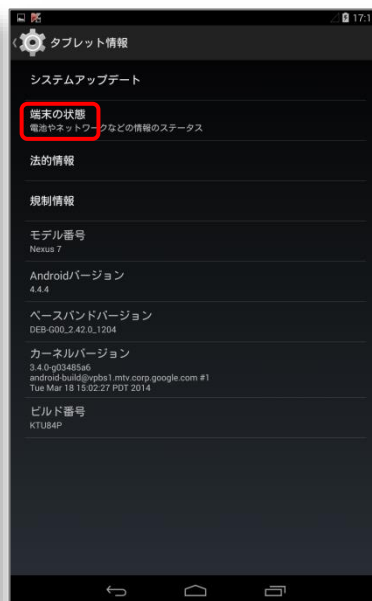 17:1
タブレット情報
システムアップデート
端末の状態
電池やネットワークなどの情報のステータス
法的情報
規制情報
モデル番号
Nexus 7
Androidバージョン
4.4.4
ベースバンドバージョン
DEB-G00_2.42.0_1204
カーネルバージョン
3.4.0-g03485a6
android-build@vpbs1.mtv.corp.google.com #1
Tue Mar 18 15:02:27 PDT 2014
ビルド番号
KTU84P